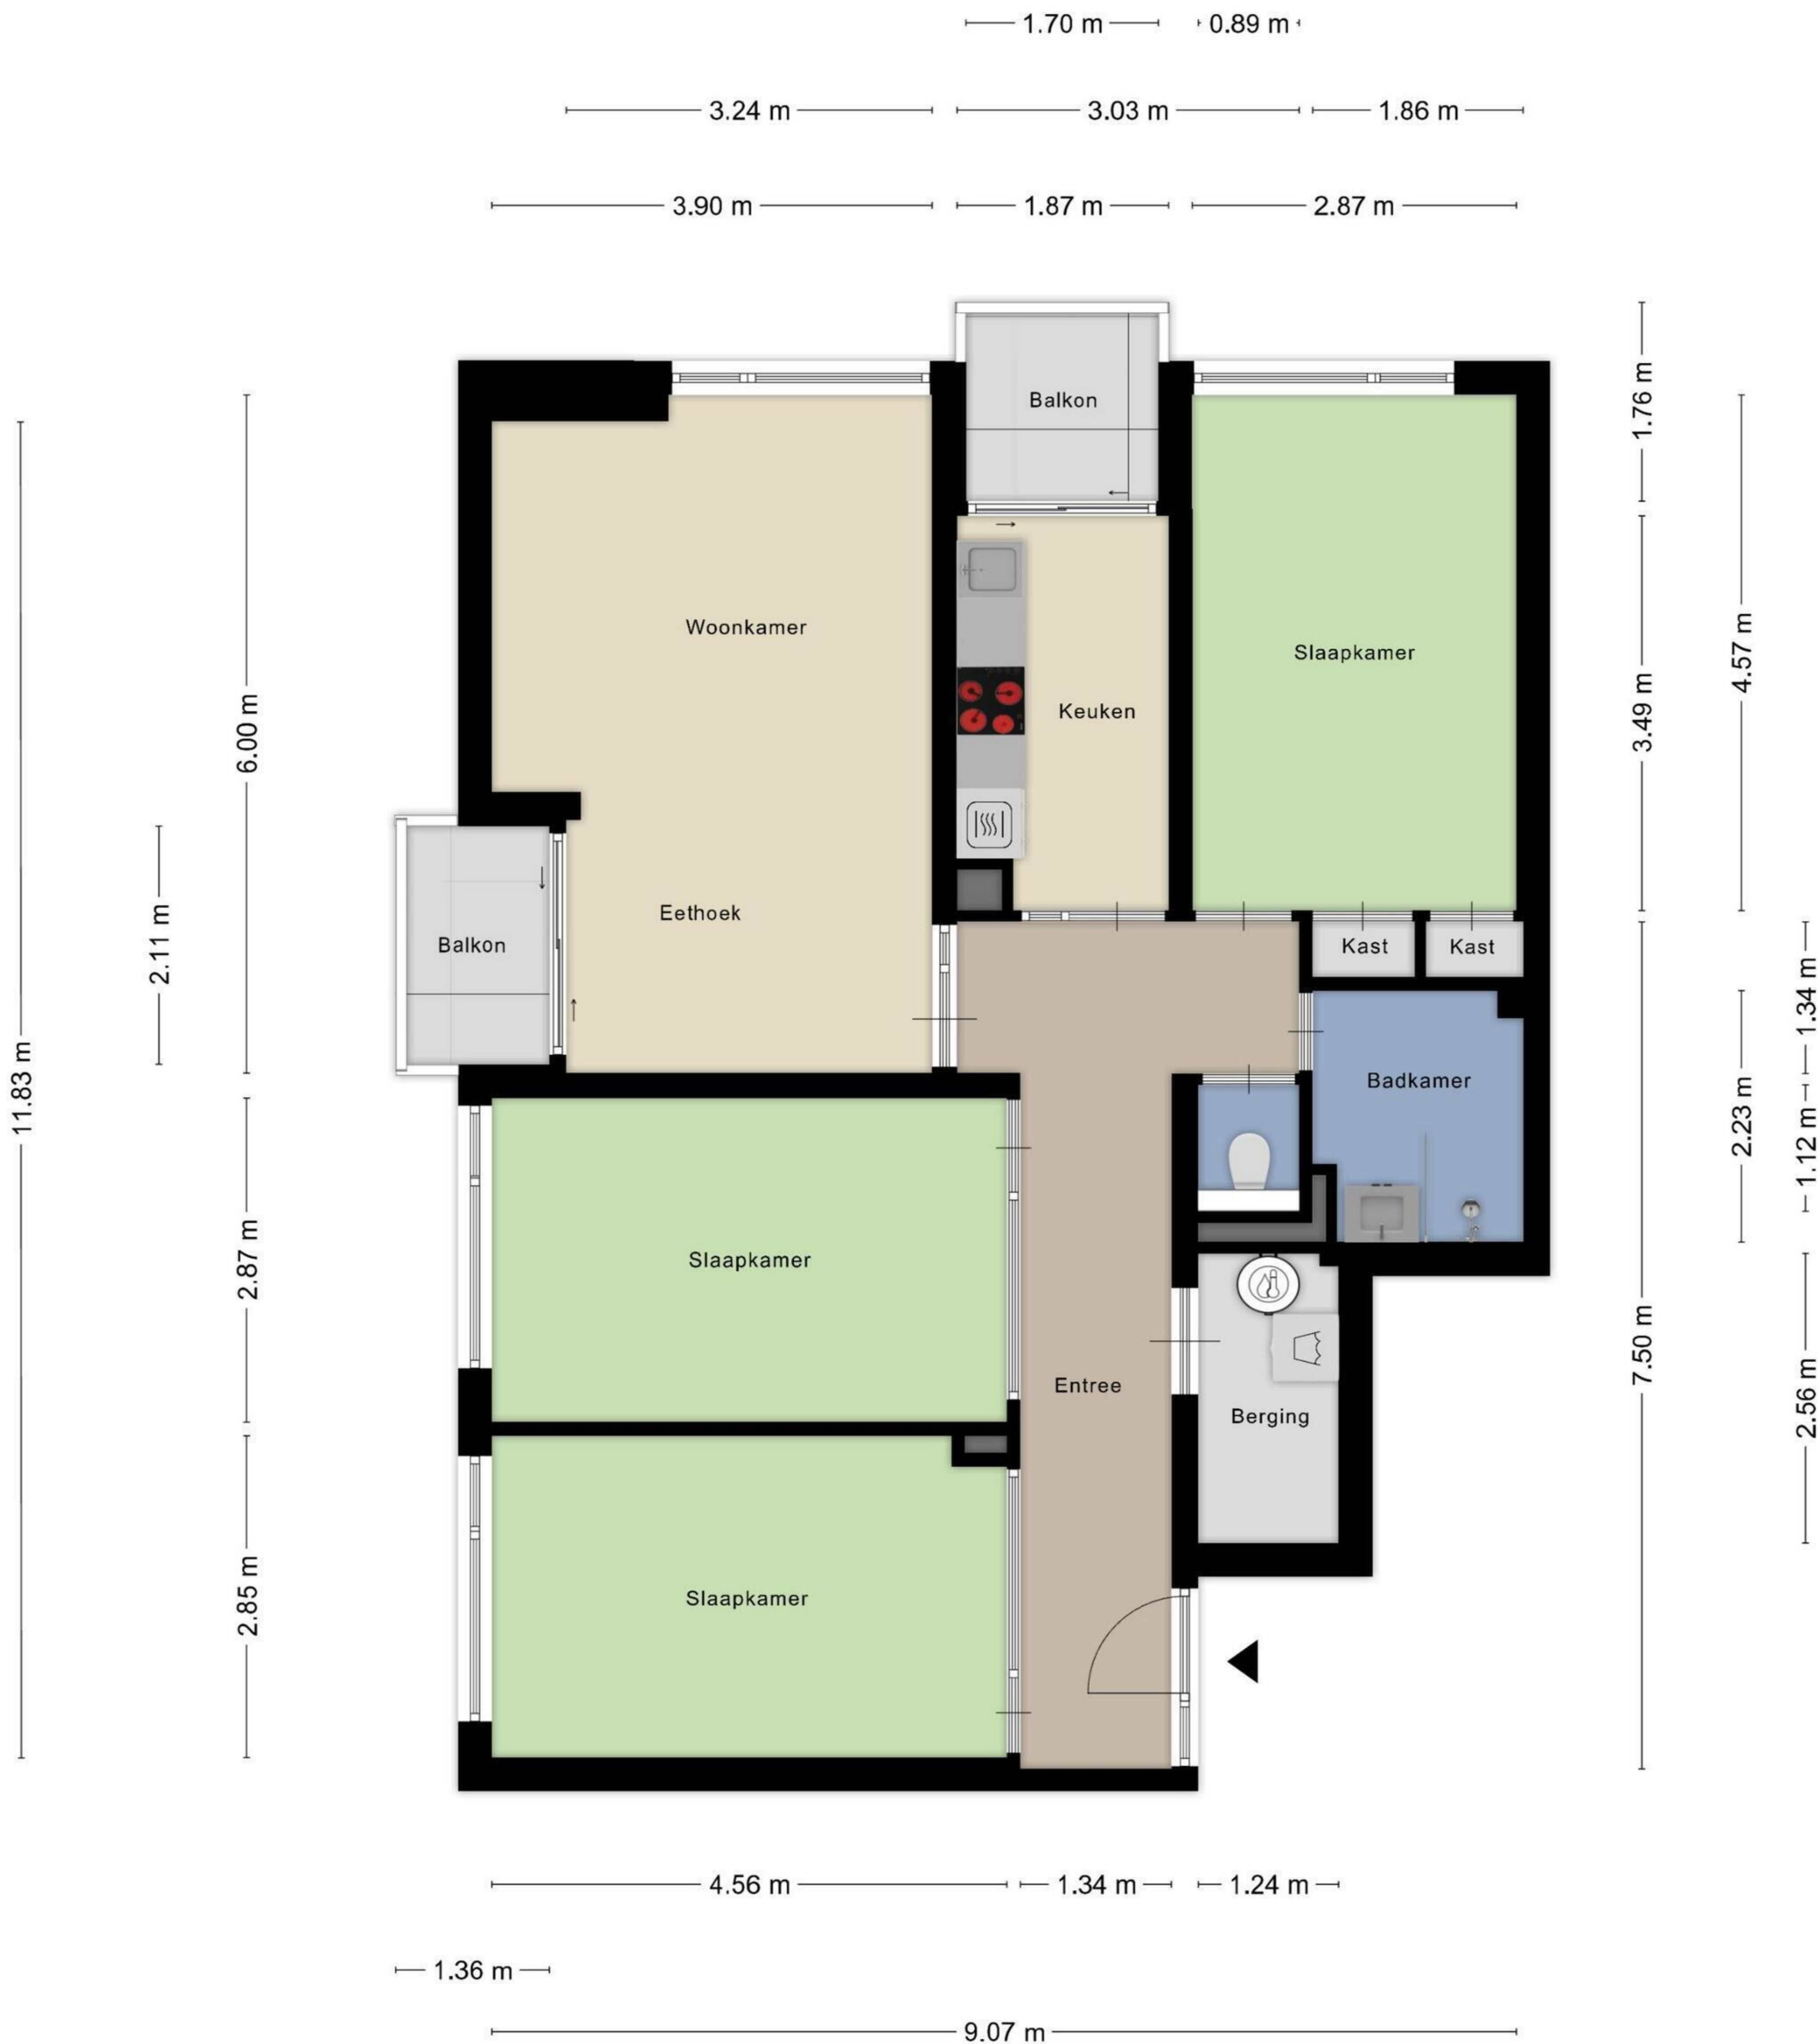 1.70 m 0.89 m
3.24 m 3.03 m 1.86 m
3.90 m 1.87 m 2.87 m
Balkon
1.76 m
Woonkamer
Slaapkamer
4.57 m
Keuken
3.49 m
6.00 m
Eethoek
Balkon
Kast Kast
2.11 m
1.34 m
11.83 m
Badkamer
2.23 m
1.12 m
Slaapkamer
2.87 m
7.50 m
Entree
Berging
2.56 m
Slaapkamer
2.85 m
4.56 m 1.34 m 1.24 m
1.36 m
9.07 m